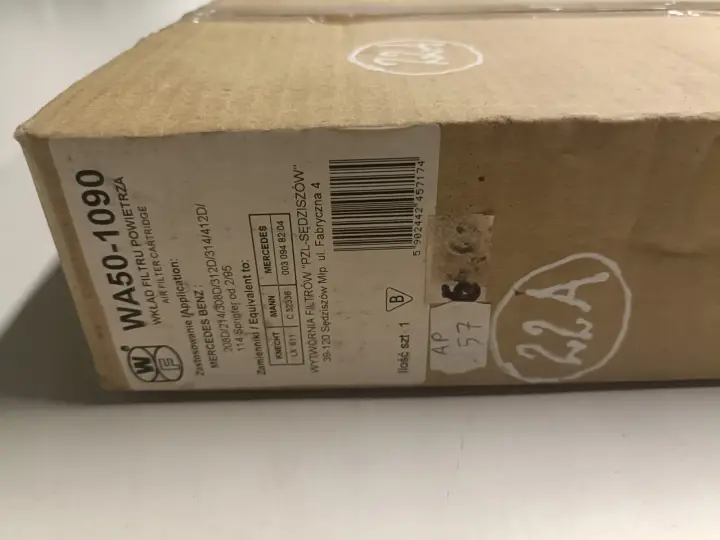 WA50-1090
WKŁAD FILTRU POWIETRZA
AIR FILTER CARTRIDGE
W
F
Zastosowanie /Application:
MERCEDES BENZ :
208D/214/308D/312D/314/412D/
114 Sprinter od 2/95
Zamienniki / Equivalent to:
KNECHT MANN MERCEDES
LX 611 C 32338 003 094 82 04
WYTWÓRNIA FILTRÓW "PZL-SĘDZISZÓW"
39-120 Sędziszów Młp. ul. Fabryczna 4
Ilość szt 1
B
5 902442 457174
AP
57
22A
22